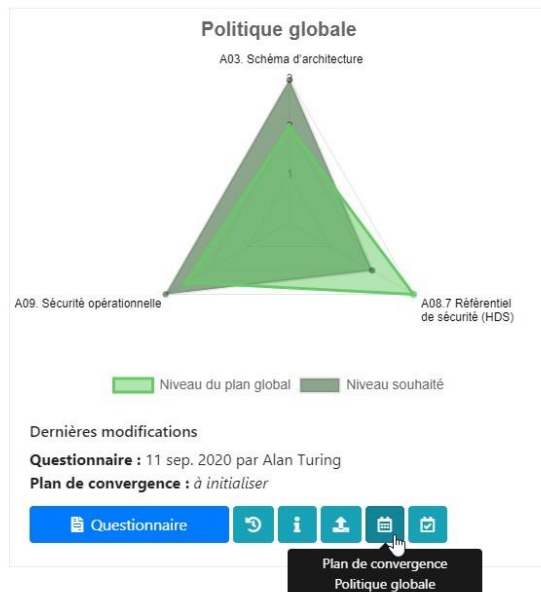 Politique globale
A03. Schéma d'architecture
3
2
1
A09. Sécurité opérationnelle
A08.7 Référentiel
de sécurité (HDS)
Niveau du plan global
Niveau souhaité
Dernières modifications
Questionnaire : 11 sep. 2020 par Alan Turing
Plan de convergence : à initialiser
Questionnaire
Plan de convergence
Politique globale